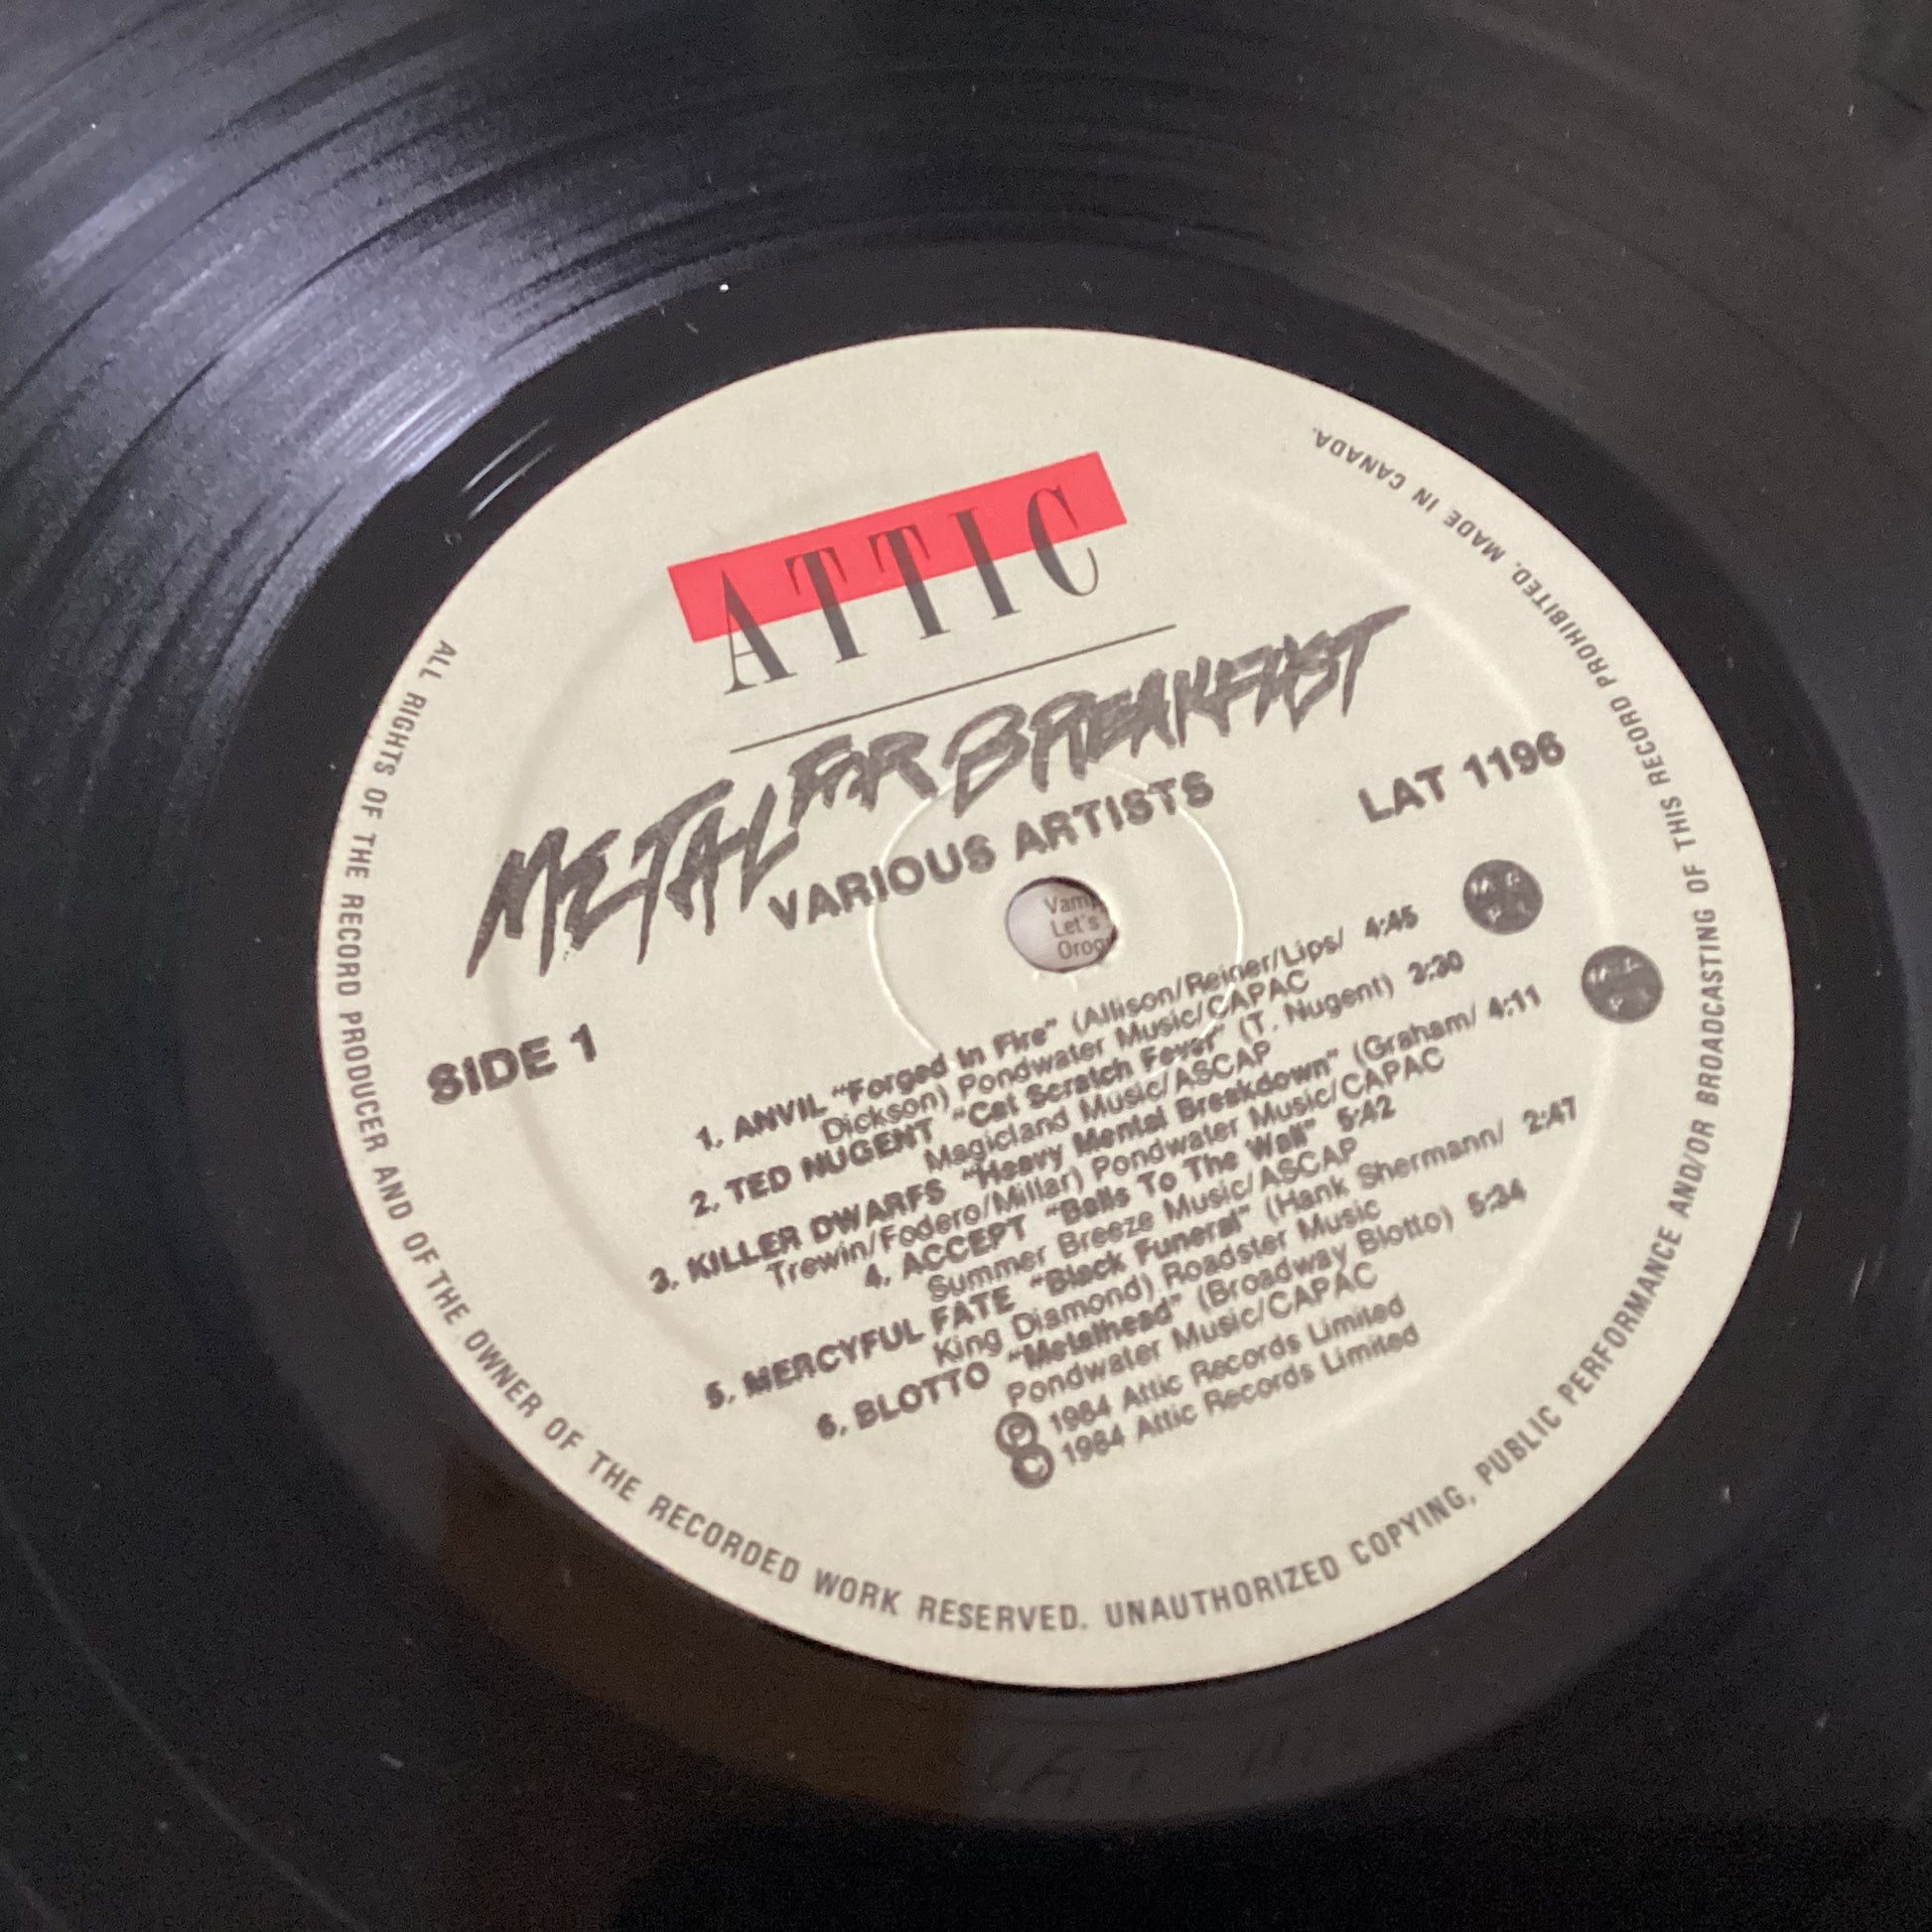 ATTIC
METAL FOR BREAKFAST
VARIOUS ARTISTS
LAT 1196
SIDE 1
Vam
Let's
Orog
1. ANVIL "Forged In Fire" (Allison/Reiner/Lips/ 4:45
Dickson) Pondwater Music/CAPAC
2. TED NUGENT "Cat Scratch Fever" (T. Nugent) 3:30
Magicland Music/ASCAP
3. KILLER DWARFS "Heavy Mental Breakdown" (Graham/ 4:11
Trewin/Fodero/Millar) Pondwater Music/CAPAC
4. ACCEPT "Balls To The Wall" 5:42
Summer Breeze Music/ASCAP
5. MERCYFUL FATE "Black Funeral" (Hank Shermann/ 2:47
King Diamond) Roadster Music
6. BLOTTO "Metalhead" (Broadway Blotto) 5:34
Pondwater Music/CAPAC
Ⓟ 1984 Attic Records Limited
© 1984 Attic Records Limited
ALL RIGHTS OF THE RECORD PRODUCER AND OF THE OWNER OF THE RECORDED WORK RESERVED. UNAUTHORIZED COPYING, PUBLIC PERFORMANCE AND/OR BROADCASTING OF THIS RECORD PROHIBITED. MADE IN CANADA.